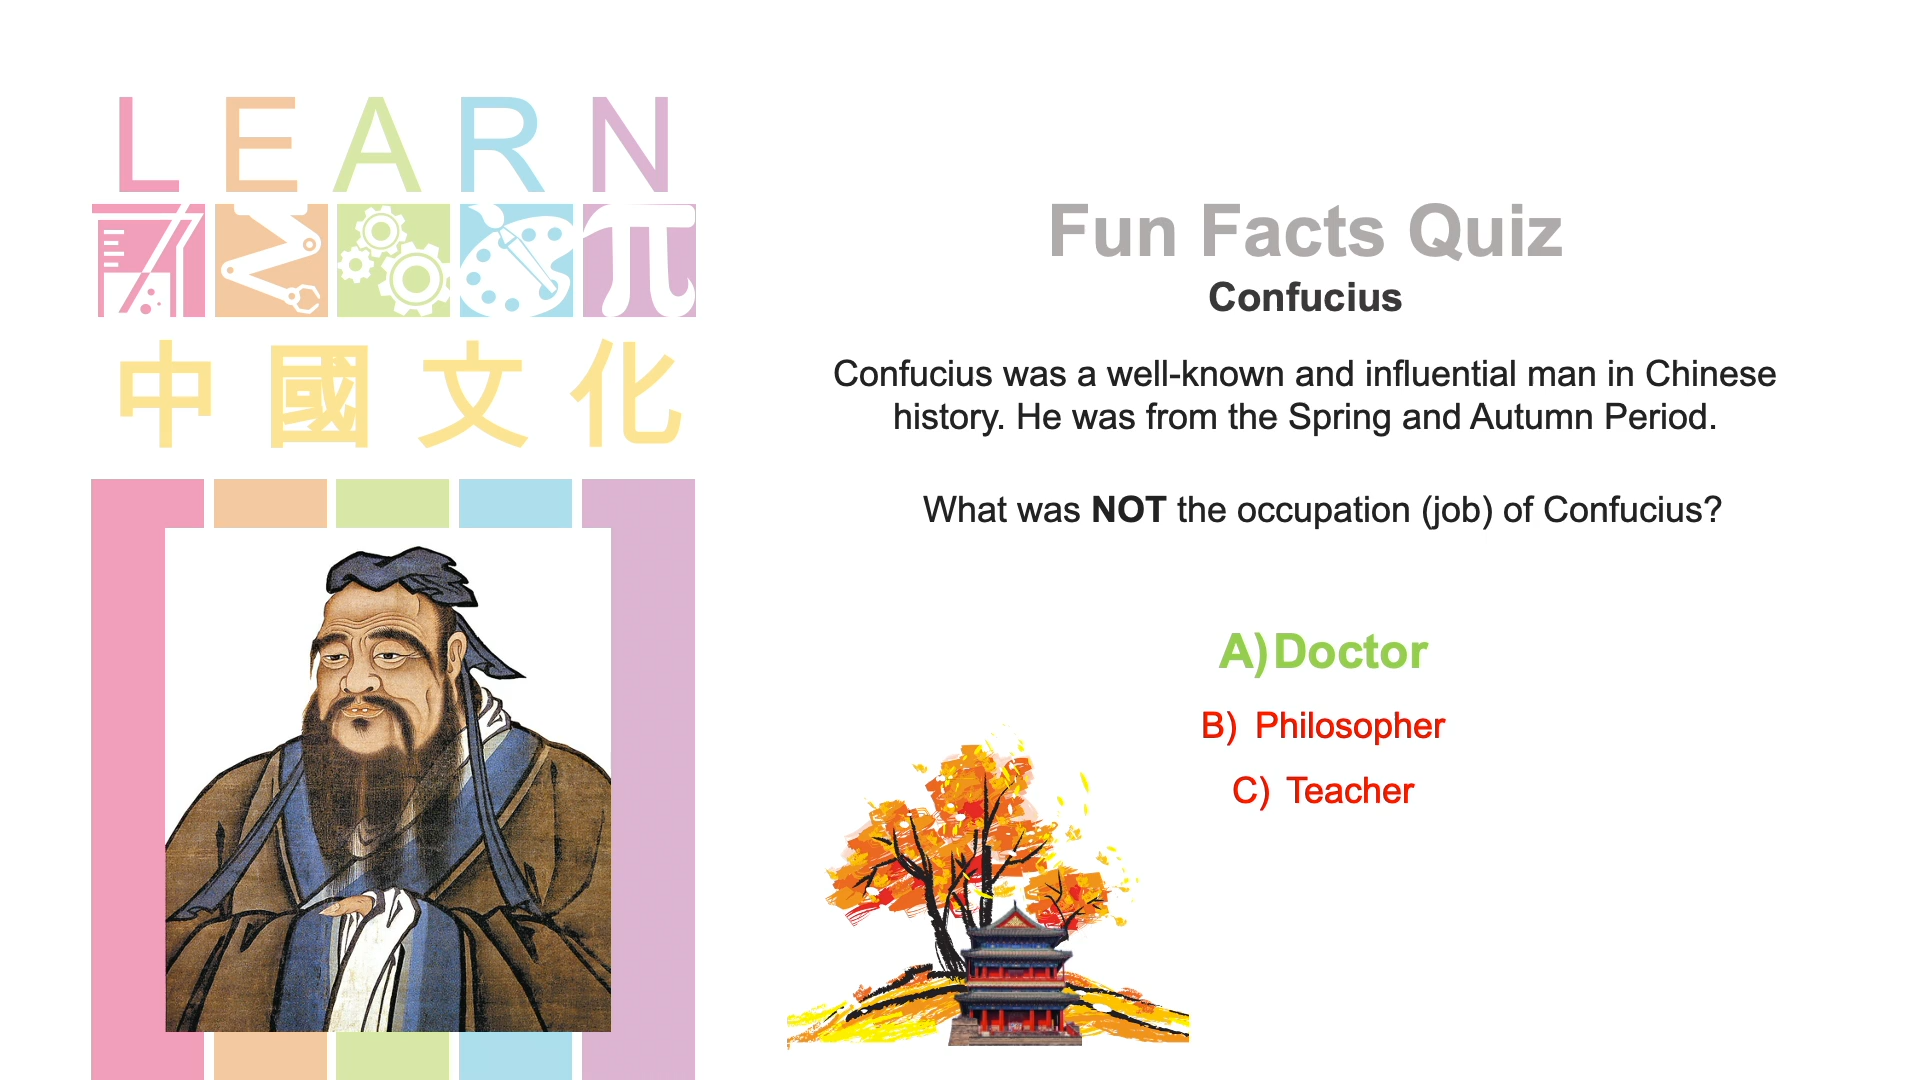 LEARN
中國文化
Fun Facts Quiz
Confucius
Confucius was a well-known and influential man in Chinese
history. He was from the Spring and Autumn Period.
What was NOT the occupation (job) of Confucius?
A) Doctor
B) Philosopher
C) Teacher